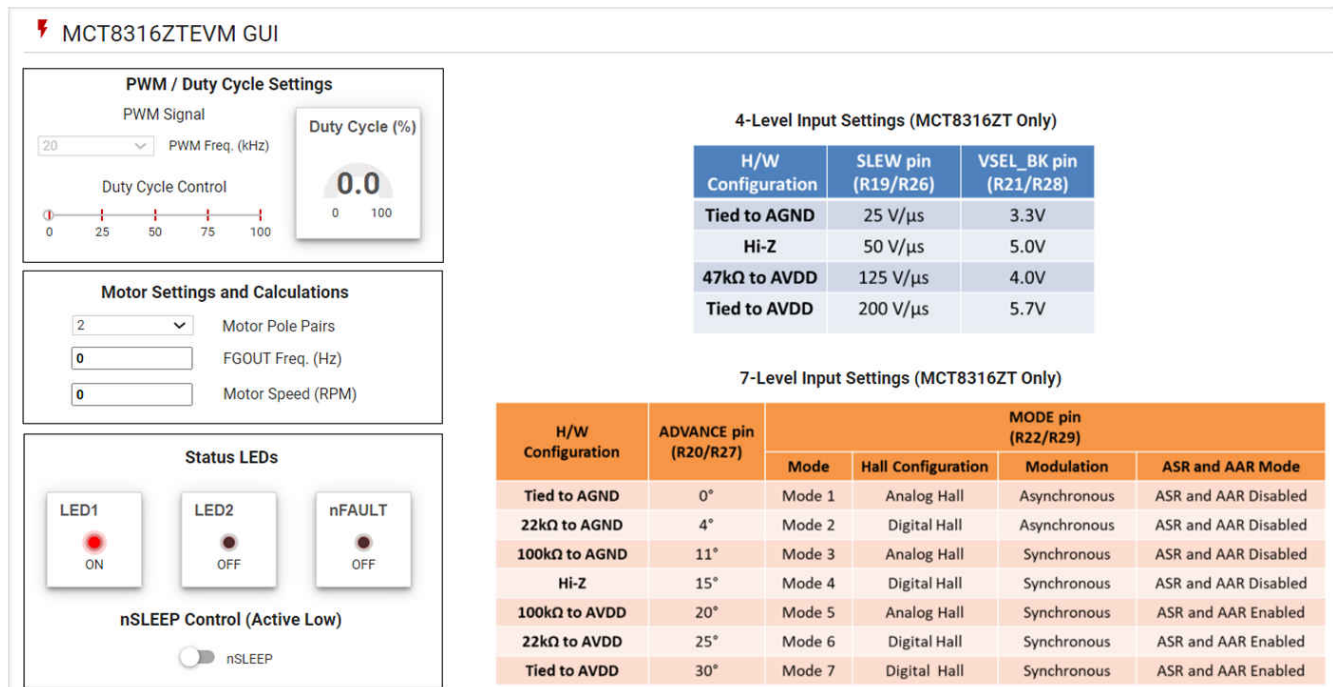 MCT8316ZTEVM GUI
PWM / Duty Cycle Settings
PWM Signal
20 PWM Freq. (kHz)
Duty Cycle Control
0 25 50 75 100
Duty Cycle (%)
0.0
0 100
Motor Settings and Calculations
2 Motor Pole Pairs
0 FGOUT Freq. (Hz)
0 Motor Speed (RPM)
Status LEDs
LED1 LED2 nFAULT
ON OFF OFF
nSLEEP Control (Active Low)
nSLEEP
4-Level Input Settings (MCT8316ZT Only)
H/W Configuration SLEW pin (R19/R26) VSEL_BK pin (R21/R28)
Tied to AGND 25 V/µs 3.3V
Hi-Z 50 V/µs 5.0V
47kΩ to AVDD 125 V/µs 4.0V
Tied to AVDD 200 V/µs 5.7V
7-Level Input Settings (MCT8316ZT Only)
H/W Configuration ADVANCE pin (R20/R27) MODE pin (R22/R29)
Mode Hall Configuration Modulation ASR and AAR Mode
Tied to AGND 0° Mode 1 Analog Hall Asynchronous ASR and AAR Disabled
22kΩ to AGND 4° Mode 2 Digital Hall Asynchronous ASR and AAR Disabled
100kΩ to AGND 11° Mode 3 Analog Hall Synchronous ASR and AAR Disabled
Hi-Z 15° Mode 4 Digital Hall Synchronous ASR and AAR Disabled
100kΩ to AVDD 20° Mode 5 Analog Hall Synchronous ASR and AAR Enabled
22kΩ to AVDD 25° Mode 6 Digital Hall Synchronous ASR and AAR Enabled
Tied to AVDD 30° Mode 7 Digital Hall Synchronous ASR and AAR Enabled